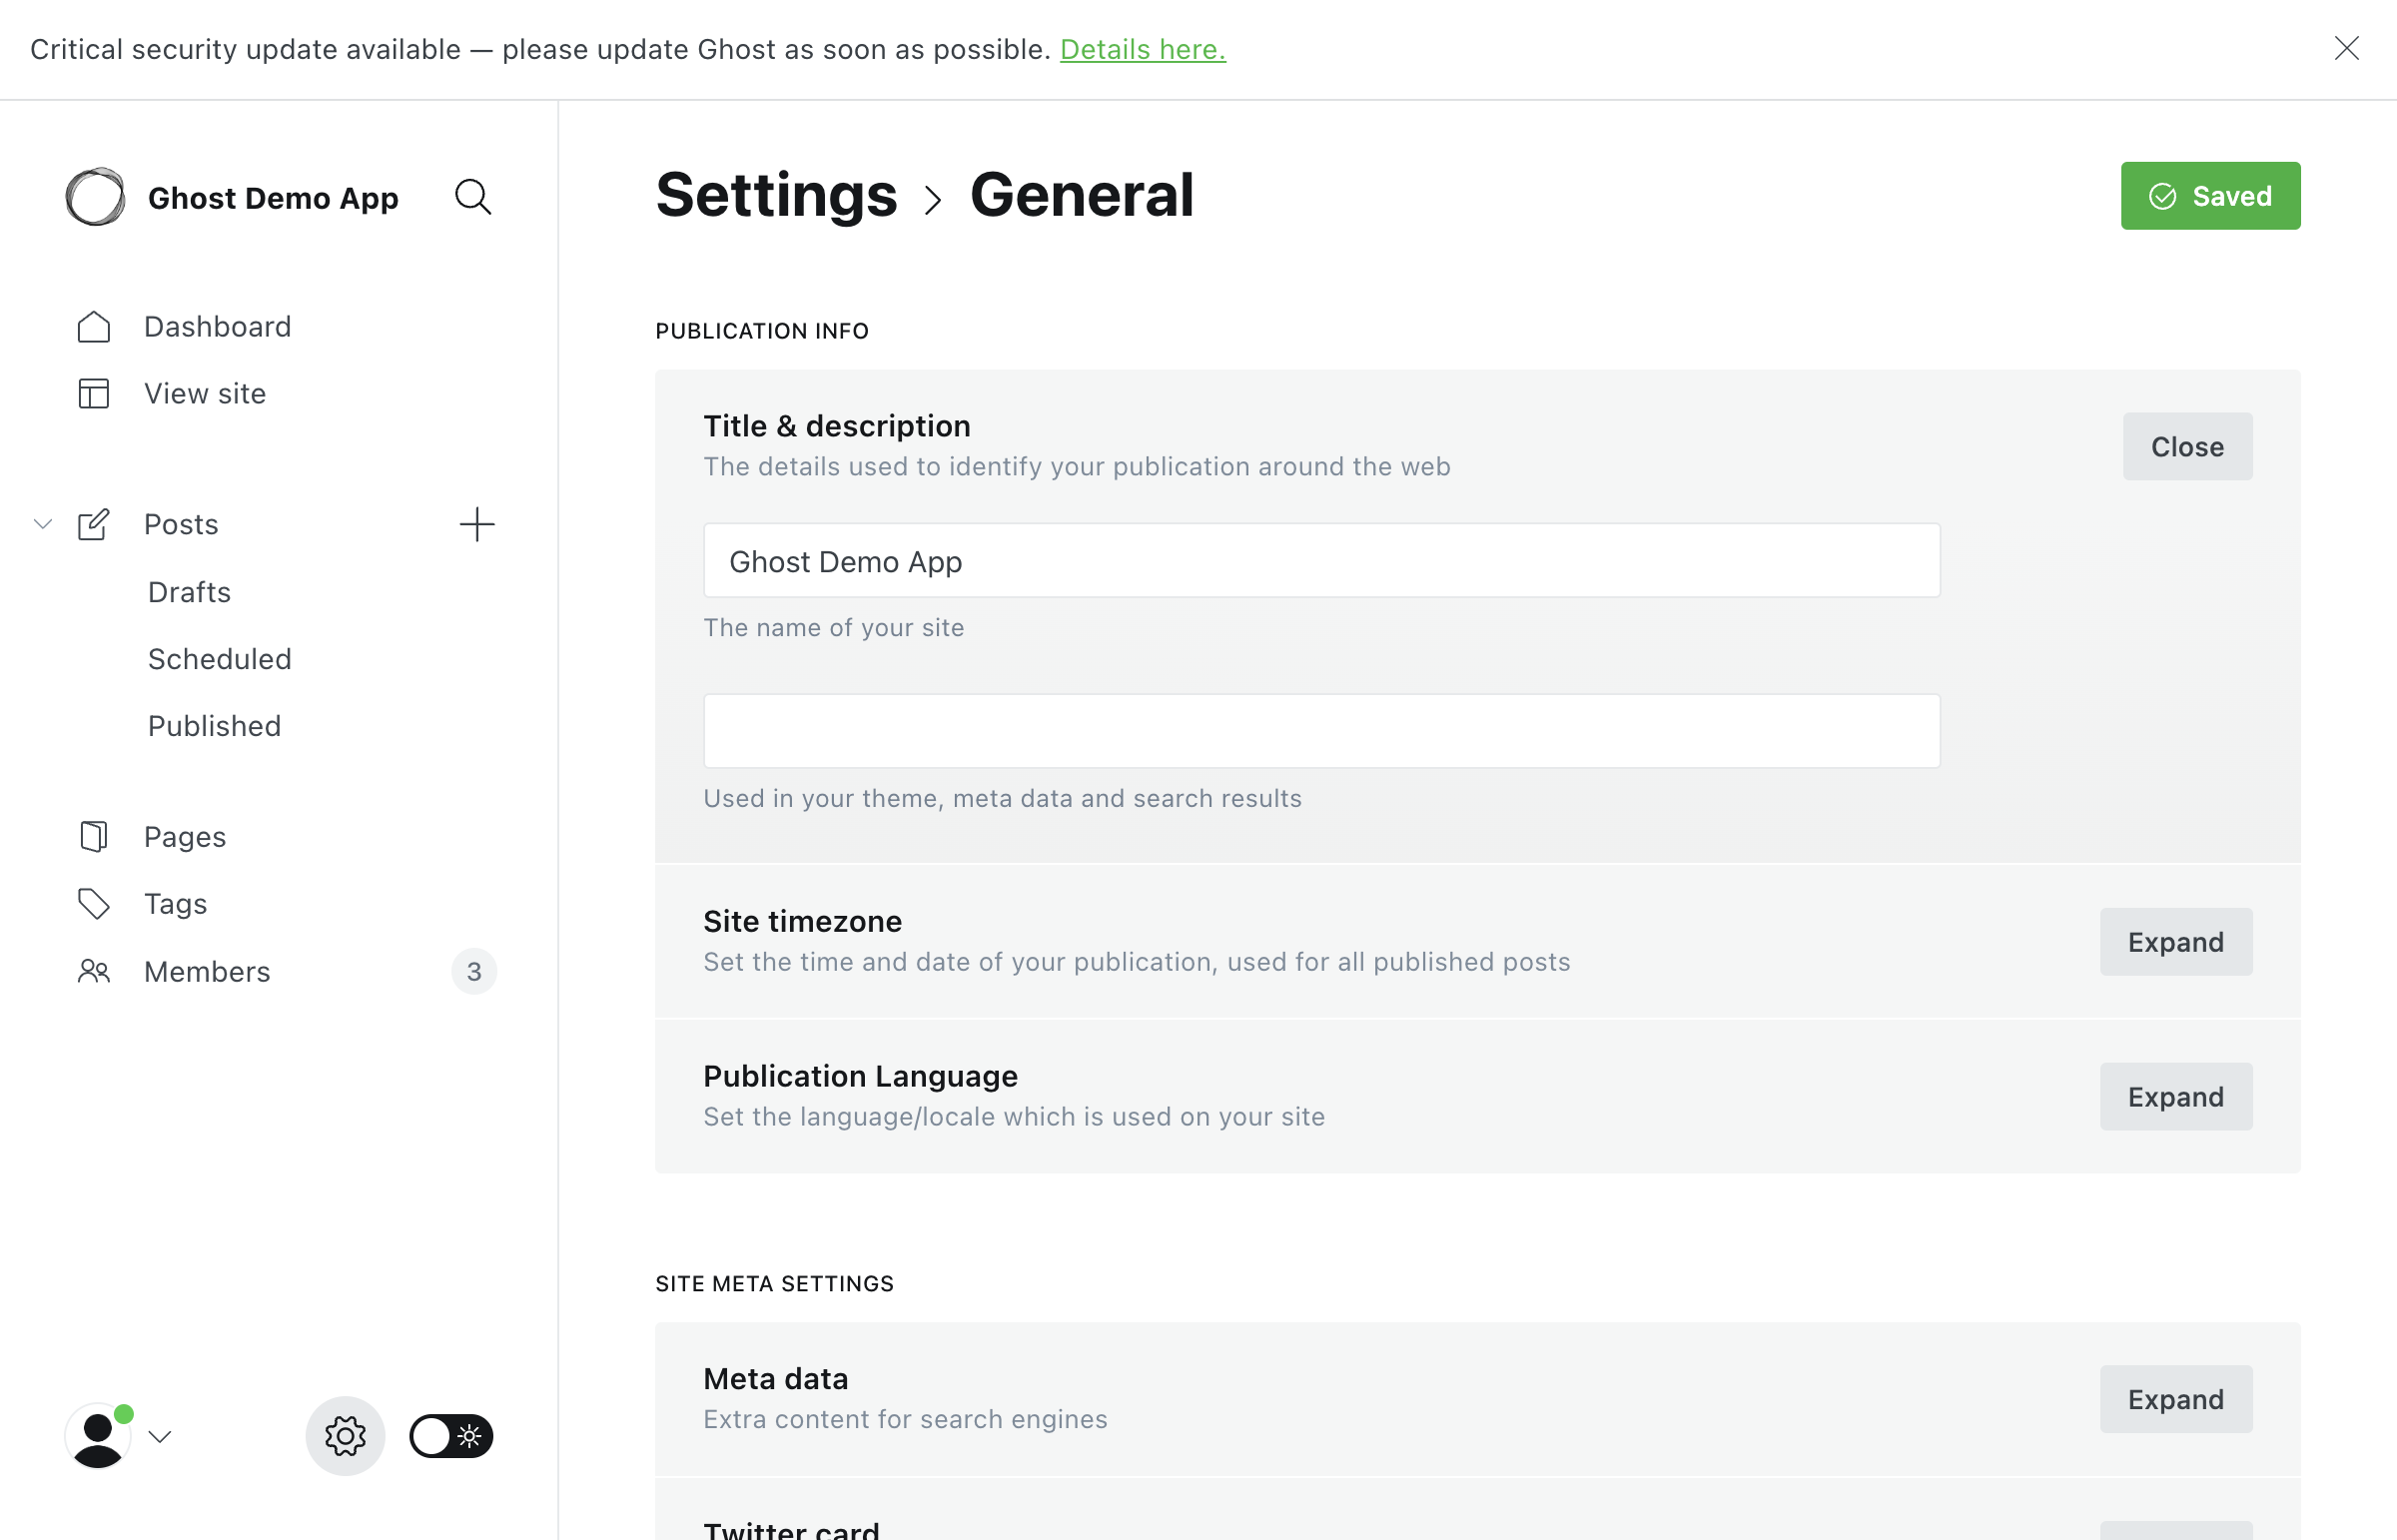 Critical security update available — please update Ghost as soon as possible. Details here.
Ghost Demo App
Dashboard
View site
Posts
Drafts
Scheduled
Published
Pages
Tags
Members 3
Settings > General
Saved
PUBLICATION INFO
Title & description
The details used to identify your publication around the web
Close
Ghost Demo App
The name of your site
Used in your theme, meta data and search results
Site timezone
Set the time and date of your publication, used for all published posts
Expand
Publication Language
Set the language/locale which is used on your site
Expand
SITE META SETTINGS
Meta data
Extra content for search engines
Expand
Twitter card